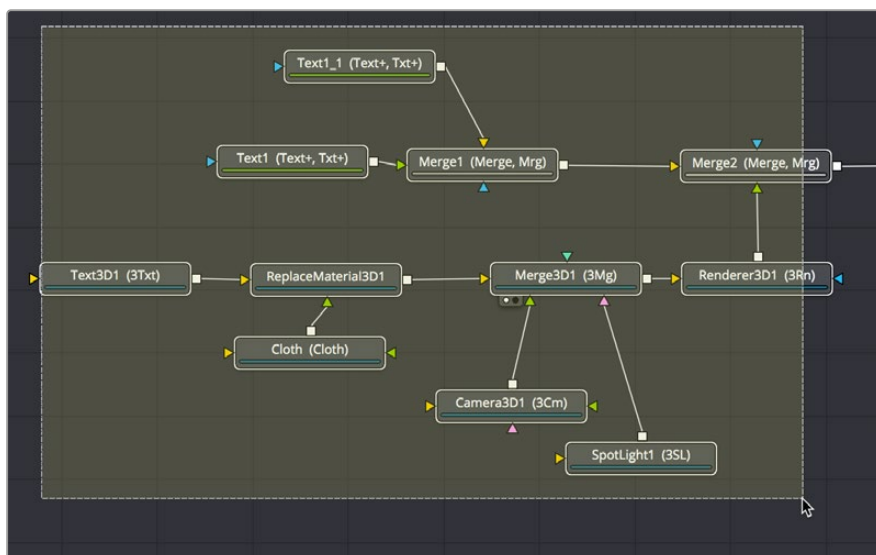 Text1_1 (Text+, Txt+)
Text1 (Text+, Txt+)
Merge1 (Merge, Mrg)
Merge2 (Merge, Mrg)
Text3D1 (3Txt)
ReplaceMaterial3D1
Merge3D1 (3Mg)
Renderer3D1 (3Rn)
Cloth (Cloth)
Camera3D1 (3Cm)
SpotLight1 (3SL)